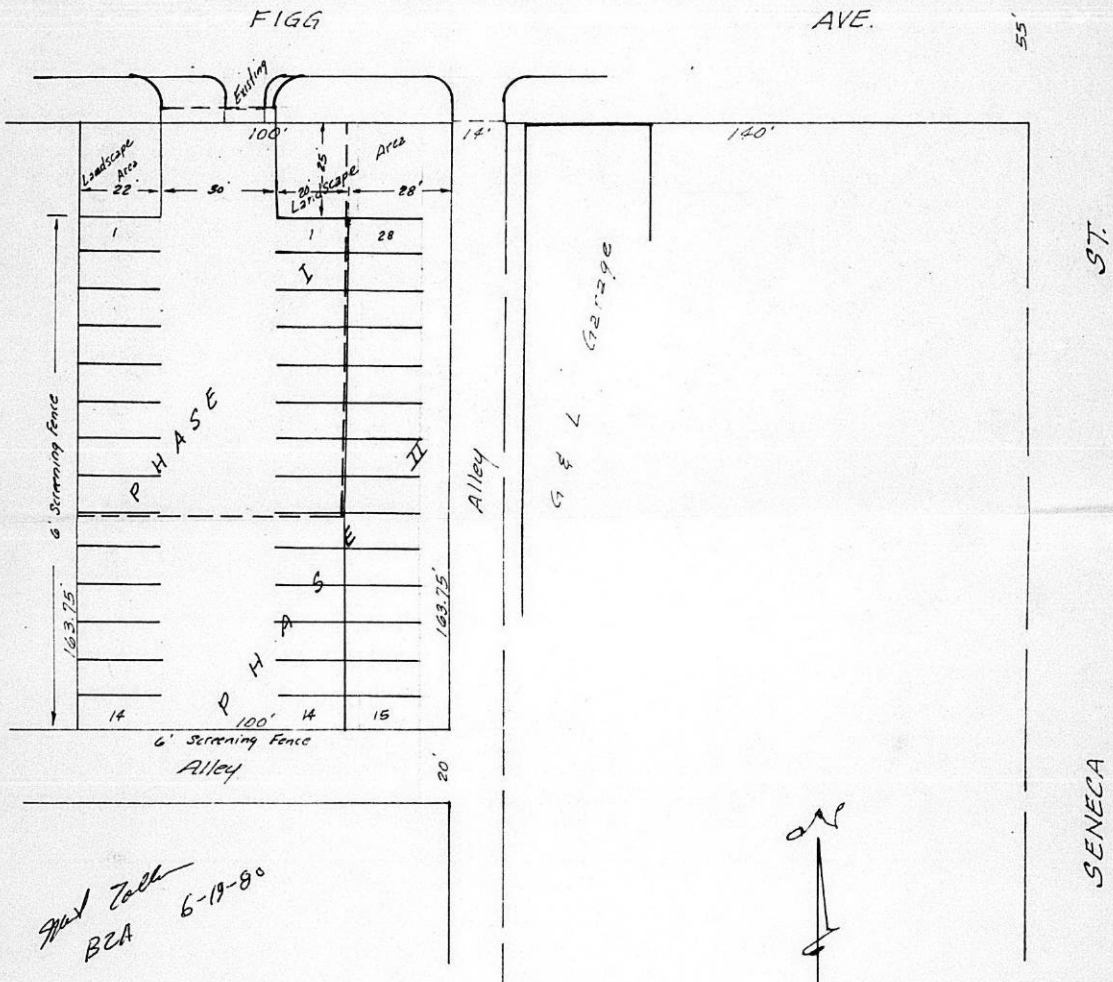 FIGG AVE.
55'
Existing
100'
14'
140'
Landscape
Area
22'
30'
25'
20'
Landscape Area
28'
1
1
28
PHASE I
G & L Garage
ST.
6' Screening Fence
PHASE II
Alley
163.75'
163.75'
14
100'
14
15
6' Screening Fence
Alley
20'
SENECA
N
BZA 6-19-80